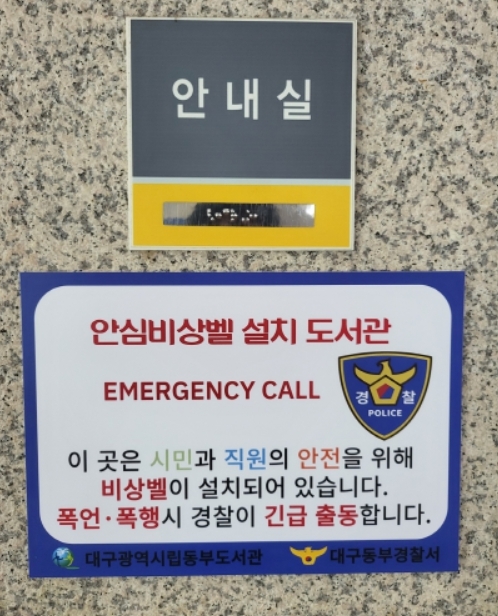 안내실
안심비상벨 설치 도서관
EMERGENCY CALL
경찰
POLICE
이 곳은 시민과 직원의 안전을 위해
비상벨이 설치되어 있습니다.
폭언·폭행시 경찰이 긴급 출동합니다.
대구광역시립동부도서관 대구동부경찰서